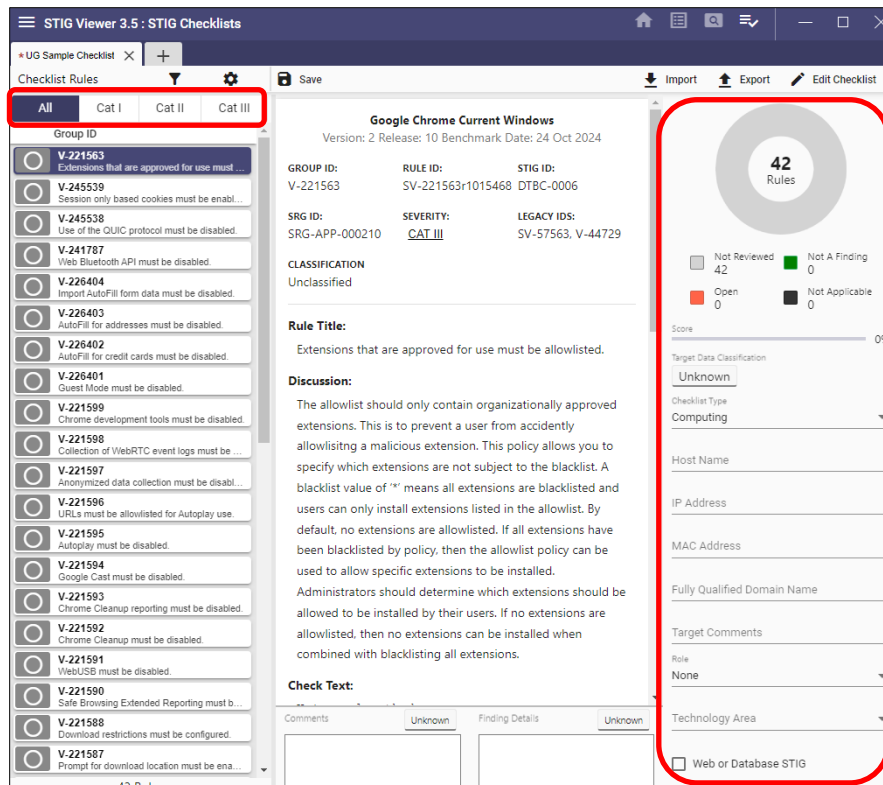 STIG Viewer 3.5 : STIG Checklists
*UG Sample Checklist
Checklist Rules
Save
Import
Export
Edit Checklist
All
Cat I
Cat II
Cat III
Group ID
V-221563
Extensions that are approved for use must ...
V-245539
Session only based cookies must be enabl...
V-245538
Use of the QUIC protocol must be disabled.
V-241787
Web Bluetooth API must be disabled.
V-226404
Import AutoFill form data must be disabled.
V-226403
AutoFill for addresses must be disabled.
V-226402
AutoFill for credit cards must be disabled.
V-226401
Guest Mode must be disabled.
V-221599
Chrome development tools must be disabled.
V-221598
Collection of WebRTC event logs must be ...
V-221597
Anonymized data collection must be disabl...
V-221596
URLs must be allowlisted for Autoplay use.
V-221595
Autoplay must be disabled.
V-221594
Google Cast must be disabled.
V-221593
Chrome Cleanup reporting must be disabled.
V-221592
Chrome Cleanup must be disabled.
V-221591
WebUSB must be disabled.
V-221590
Safe Browsing Extended Reporting must b...
V-221588
Download restrictions must be configured.
V-221587
Prompt for download location must be ena...
Google Chrome Current Windows
Version: 2 Release: 10 Benchmark Date: 24 Oct 2024
GROUP ID: RULE ID: STIG ID:
V-221563 SV-221563r1015468 DTBC-0006
SRG ID: SEVERITY: LEGACY IDS:
SRG-APP-000210 CAT III SV-57563, V-44729
CLASSIFICATION
Unclassified
Rule Title:
Extensions that are approved for use must be allowlisted.
Discussion:
The allowlist should only contain organizationally approved
extensions. This is to prevent a user from accidently
allowlisitng a malicious extension. This policy allows you to
specify which extensions are not subject to the blacklist. A
blacklist value of '*' means all extensions are blacklisted and
users can only install extensions listed in the allowlist. By
default, no extensions are allowlisted. If all extensions have
been blacklisted by policy, then the allowlist policy can be
used to allow specific extensions to be installed.
Administrators should determine which extensions should be
allowed to be installed by their users. If no extensions are
allowlisted, then no extensions can be installed when
combined with blacklisting all extensions.
Check Text:
Comments
Unknown
Finding Details
Unknown
42
Rules
Not Reviewed
42
Not A Finding
0
Open
0
Not Applicable
0
Score
0%
Target Data Classification
Unknown
Checklist Type
Computing
Host Name
IP Address
MAC Address
Fully Qualified Domain Name
Target Comments
Role
None
Technology Area
Web or Database STIG